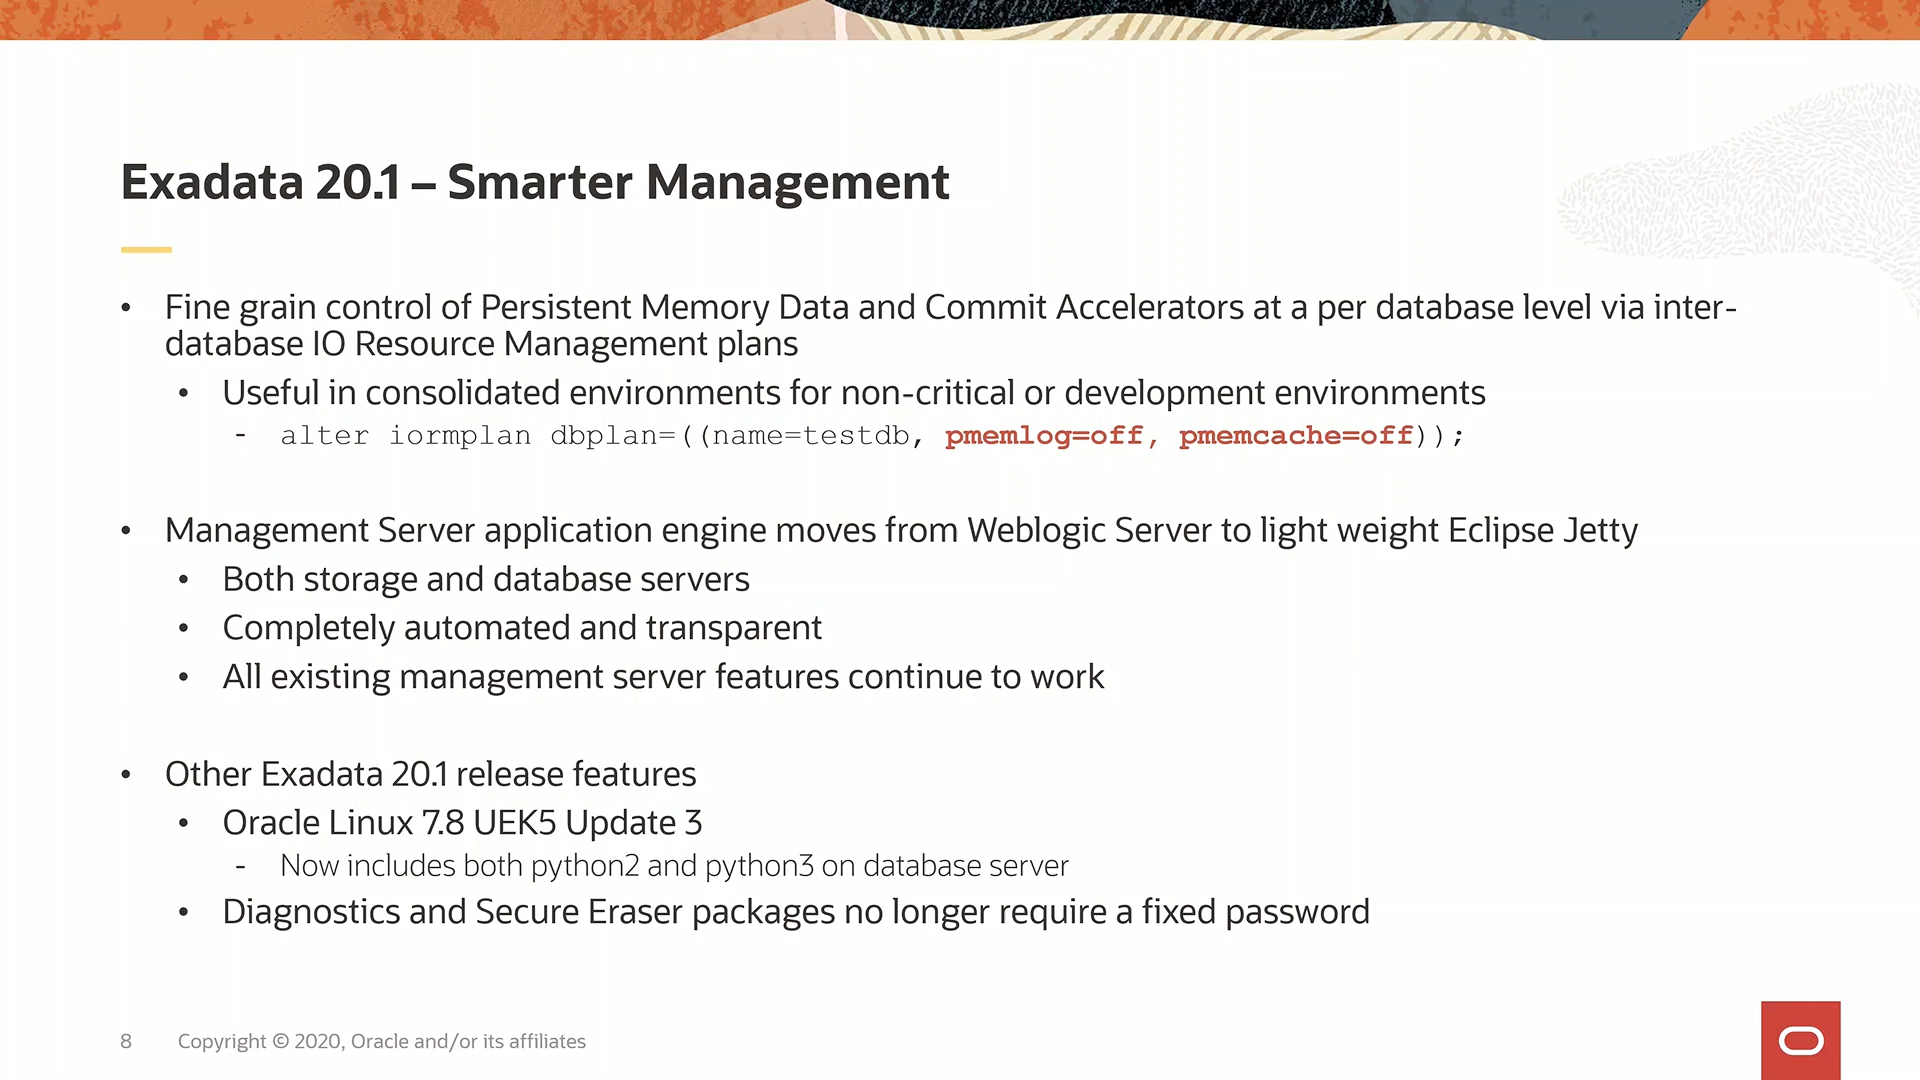 Exadata 20.1 – Smarter Management
• Fine grain control of Persistent Memory Data and Commit Accelerators at a per database level via inter-
database IO Resource Management plans
• Useful in consolidated environments for non-critical or development environments
- alter iormplan dbplan=((name=testdb, pmemlog=off, pmemcache=off));
• Management Server application engine moves from Weblogic Server to light weight Eclipse Jetty
• Both storage and database servers
• Completely automated and transparent
• All existing management server features continue to work
• Other Exadata 20.1 release features
• Oracle Linux 7.8 UEK5 Update 3
- Now includes both python2 and python3 on database server
• Diagnostics and Secure Eraser packages no longer require a fixed password
8 Copyright © 2020, Oracle and/or its affiliates